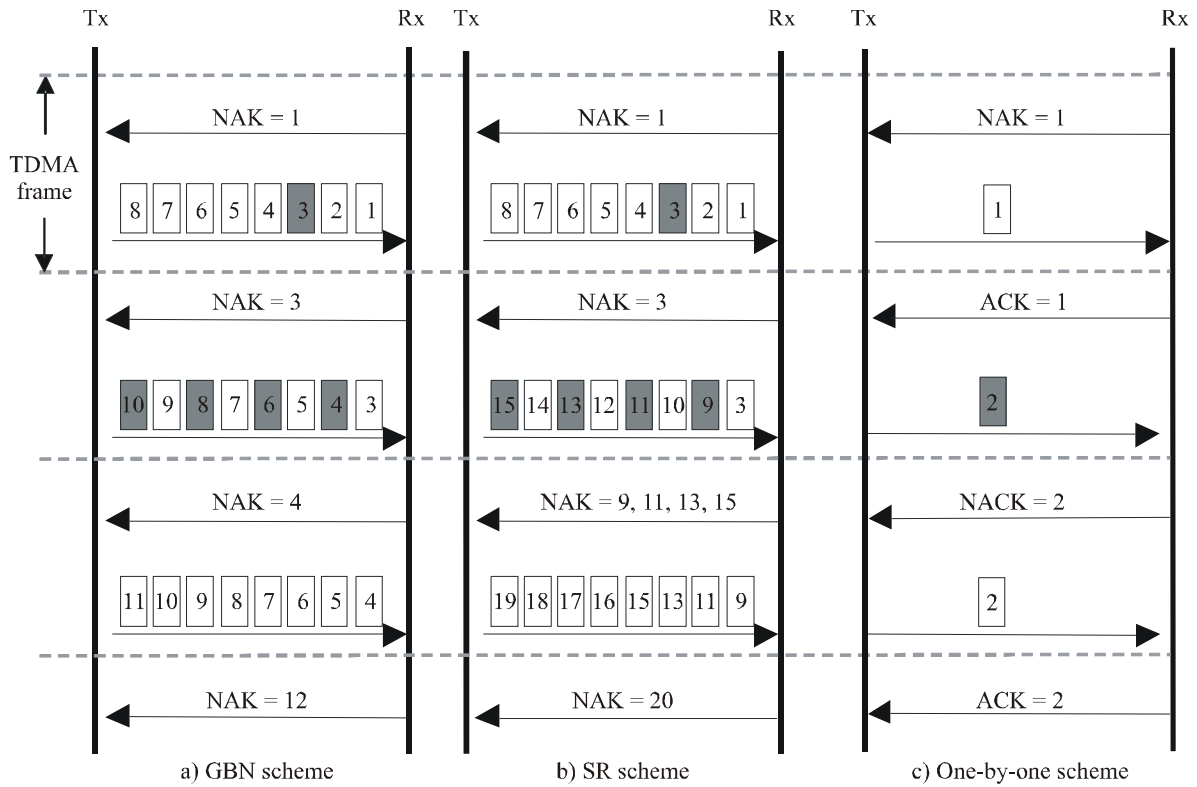 Tx Rx Tx Rx Tx Rx
TDMA
frame
NAK = 1 NAK = 1 NAK = 1
8 7 6 5 4 3 2 1 8 7 6 5 4 3 2 1 1
NAK = 3 NAK = 3 ACK = 1
10 9 8 7 6 5 4 3 15 14 13 12 11 10 9 3 2
NAK = 4 NAK = 9, 11, 13, 15 NACK = 2
11 10 9 8 7 6 5 4 19 18 17 16 15 13 11 9 2
NAK = 12 NAK = 20 ACK = 2
a) GBN scheme b) SR scheme c) One-by-one scheme